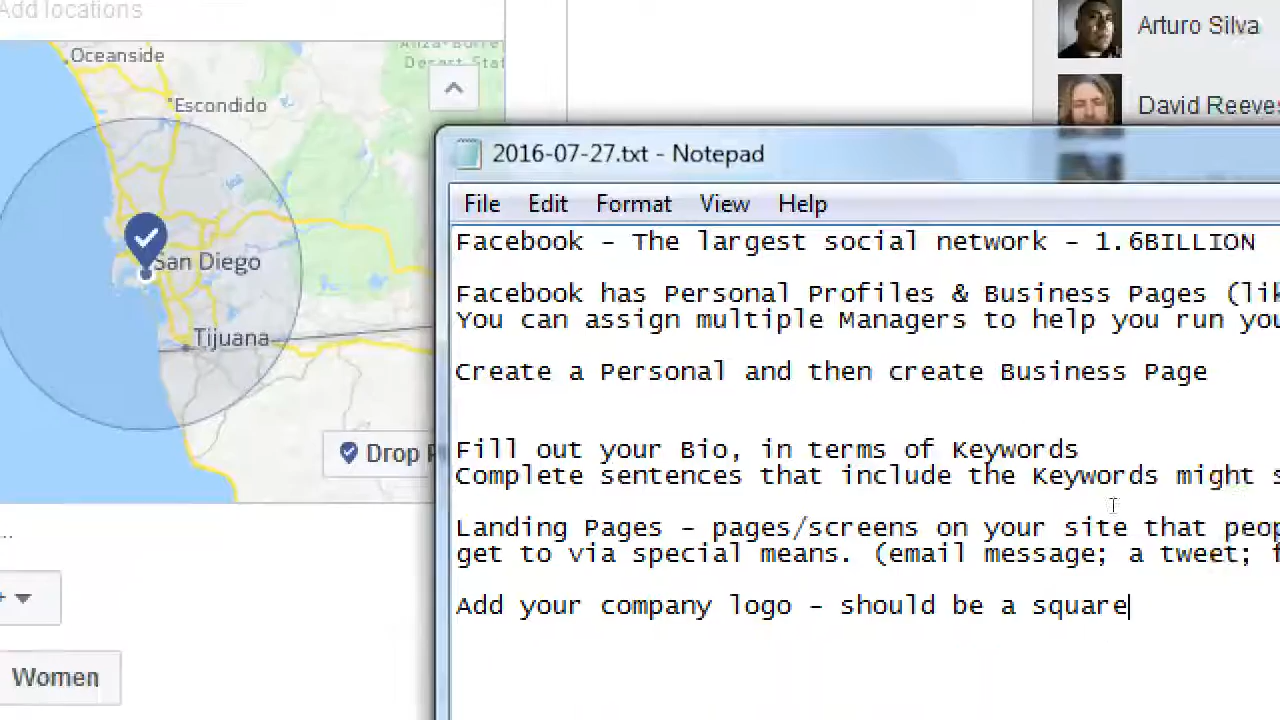 Add locations
Oceanside
Escondido
San Diego
Tijuana
Drop
Women
Arturo Silva
David Reeves
2016-07-27.txt - Notepad
File Edit Format View Help
Facebook - The largest social network - 1.6BILLION
Facebook has Personal Profiles & Business Pages (lik
You can assign multiple Managers to help you run you
Create a Personal and then create Business Page
Fill out your Bio, in terms of Keywords
Complete sentences that include the Keywords might s
Landing Pages - pages/screens on your site that peop
get to via special means. (email message; a tweet; f
Add your company logo - should be a square